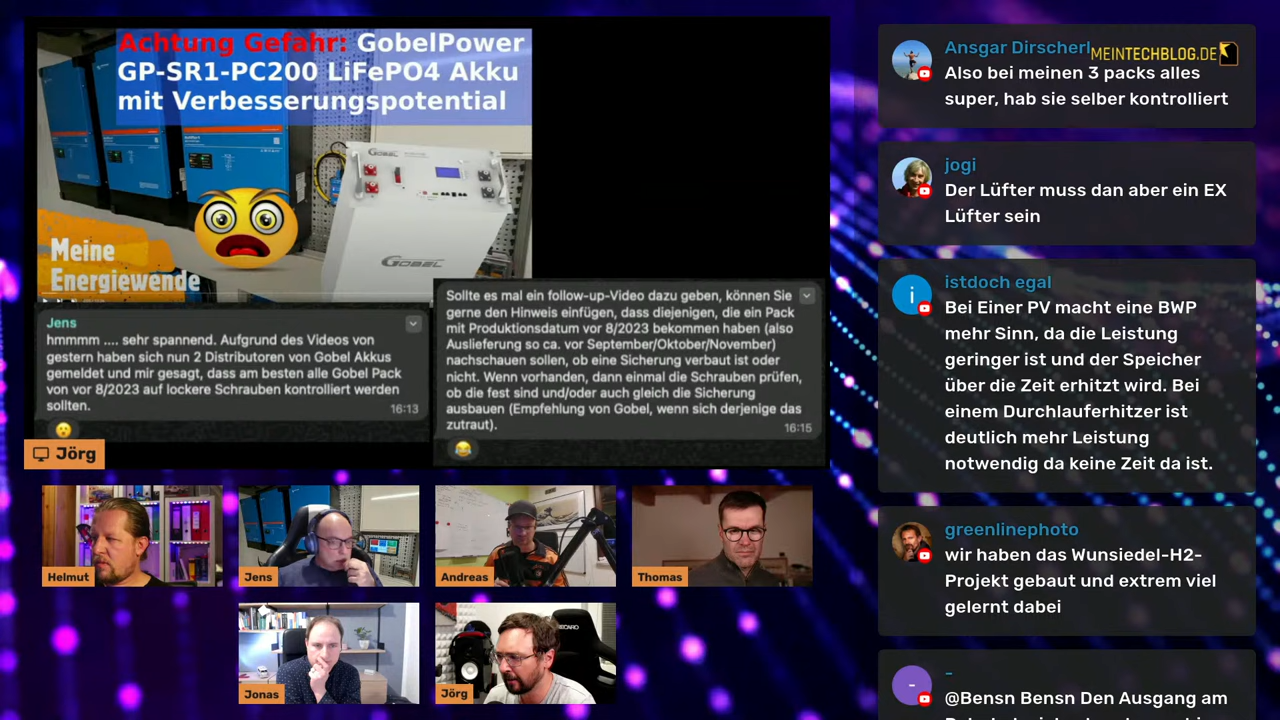 Achtung Gefahr: GobelPower
GP-SR1-PC200 LiFePO4 Akku
mit Verbesserungspotential
GOBEL
GOBEL
Meine
Energiewende
Jens
hmmmm .... sehr spannend. Aufgrund des Videos von
gestern haben sich nun 2 Distributoren von Gobel Akkus
gemeldet und mir gesagt, dass am besten alle Gobel Pack
von vor 8/2023 auf lockere Schrauben kontrolliert werden
sollten.
16:13
Sollte es mal ein follow-up-Video dazu geben, können Sie
gerne den Hinweis einfügen, dass diejenigen, die ein Pack
mit Produktionsdatum vor 8/2023 bekommen haben (also
Auslieferung so ca. vor September/Oktober/November)
nachschauen sollen, ob eine Sicherung verbaut ist oder
nicht. Wenn vorhanden, dann einmal die Schrauben prüfen,
ob die fest sind und/oder auch gleich die Sicherung
ausbauen (Empfehlung von Gobel, wenn sich derjenige das
zutraut).
16:15
Jörg
Helmut
Jens
Andreas
Thomas
Jonas
Jörg
RECARO
MEINTECHBLOG.DE
Ansgar Dirscherl
Also bei meinen 3 packs alles
super, hab sie selber kontrolliert
jogi
Der Lüfter muss dan aber ein EX
Lüfter sein
i
istdoch egal
Bei Einer PV macht eine BWP
mehr Sinn, da die Leistung
geringer ist und der Speicher
über die Zeit erhitzt wird. Bei
einem Durchlauferhitzer ist
deutlich mehr Leistung
notwendig da keine Zeit da ist.
greenlinephoto
wir haben das Wunsiedel-H2-
Projekt gebaut und extrem viel
gelernt dabei
-
-
@Bensn Bensn Den Ausgang am